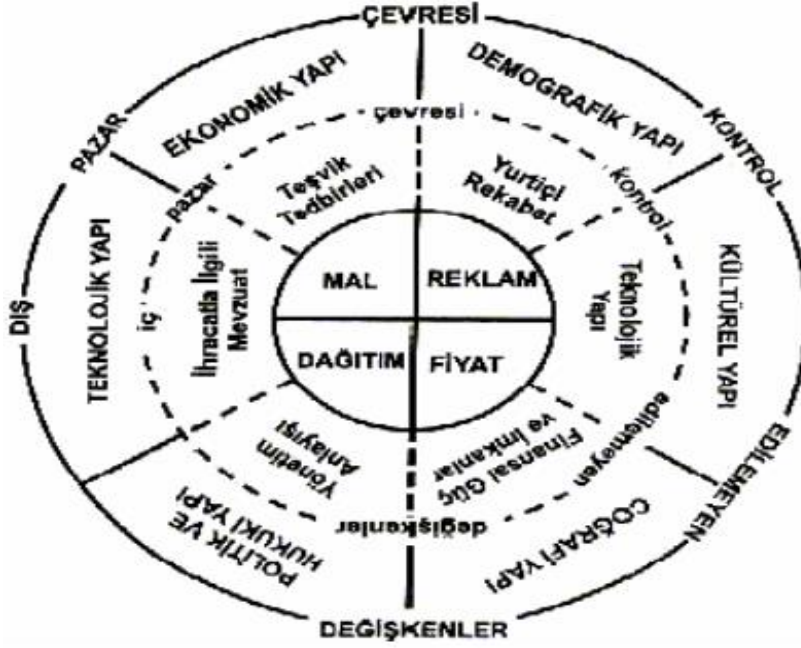 DIŞ PAZAR ÇEVRESİ KONTROL EDİLEMEYEN DEĞİŞKENLER
EKONOMİK YAPI
DEMOGRAFİK YAPI
KÜLTÜREL YAPI
COĞRAFİ YAPI
POLİTİK VE
HUKUKİ YAPI
TEKNOLOJİK YAPI
iç pazar çevresi kontrol edilemeyen değişkenler
Teşvik
Tedbirleri
Yurtiçi
Rekabet
Teknolojik
Yapı
Finansal Güç
ve İmkanlar
Yönetim
Anlayışı
İhracatla İlgili
Mevzuat
MAL
REKLAM
DAĞITIM
FİYAT